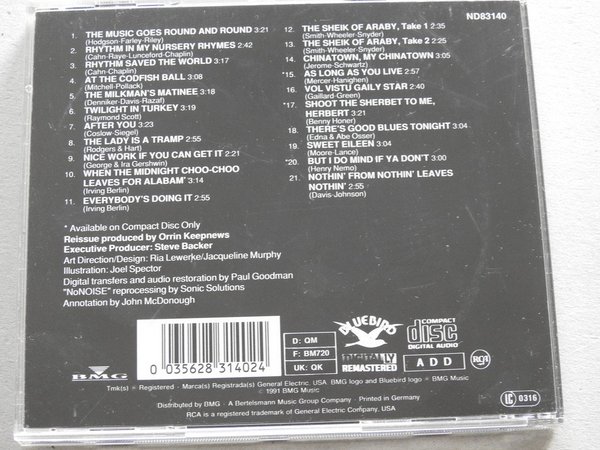 ND83140
1. THE MUSIC GOES ROUND AND ROUND 3:21
(Hodgson-Farley-Riley)
2. RHYTHM IN MY NURSERY RHYMES 2:42
(Cahn-Raye-Lunceford-Chaplin)
3. RHYTHM SAVED THE WORLD 3:17
(Cahn-Chaplin)
4. AT THE CODFISH BALL 3:08
(Mitchell-Pollack)
5. THE MILKMAN'S MATINEE 3:18
(Denniker-Davis-Razaf)
6. TWILIGHT IN TURKEY 3:19
(Raymond Scott)
7. AFTER YOU 3:23
(Coslow-Siegel)
8. THE LADY IS A TRAMP 2:55
(Rodgers & Hart)
9. NICE WORK IF YOU CAN GET IT 2:21
(George & Ira Gershwin)
10. WHEN THE MIDNIGHT CHOO-CHOO
LEAVES FOR ALABAM' 3:14
(Irving Berlin)
11. EVERYBODY'S DOING IT 2:55
(Irving Berlin)
12. THE SHEIK OF ARABY, Take 1 2:35
(Smith-Wheeler-Snyder)
13. THE SHEIK OF ARABY, Take 2 2:25
(Smith-Wheeler-Snyder)
14. CHINATOWN, MY CHINATOWN 3:05
(Jerome-Schwartz)
*15. AS LONG AS YOU LIVE 2:57
(Mercer-Hanighen)
16. VOL VISTU GAILY STAR 2:40
(Gaillard-Green)
*17. SHOOT THE SHERBET TO ME,
HERBERT 3:21
(Benny Honer)
18. THERE'S GOOD BLUES TONIGHT 3:04
(Edna & Abe Osser)
19. SWEET EILEEN 3:04
(Moore-Lance)
*20. BUT I DO MIND IF YA DON'T 3:00
(Henry Nemo)
21. NOTHIN' FROM NOTHIN' LEAVES
NOTHIN' 2:55
(Davis-Johnson)
* Available on Compact Disc Only
Reissue produced by Orrin Keepnews
Executive Producer: Steve Backer
Art Direction/Design: Ria Lewerke/Jacqueline Murphy
Illustration: Joel Spector
Digital transfers and audio restoration by Paul Goodman
"NoNOISE" reprocessing by Sonic Solutions
Annotation by John McDonough
0 035628 314024
D: QM
F: BM720
UK: QK
BLUEBIRD
DIGITALLY
REMASTERED
COMPACT
disc
DIGITAL AUDIO
ADD
RCA
BMG
Tmk(s) ® Registered · Marca(s) Registrada(s) General Electric, USA. BMG logo and Bluebird logo ® BMG Music
© 1991 BMG Music
Distributed by BMG · A Bertelsmann Music Group Company · Printed in Germany
RCA is a registered trademark of General Electric Company, USA
LC 0316